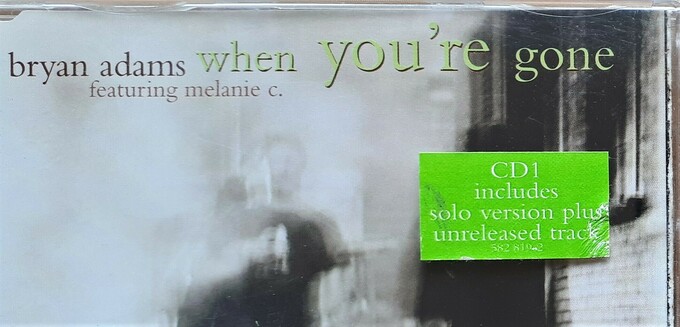 bryan adams when you're gone
featuring melanie c.
CD1
includes
solo version plus
unreleased track
582 819-2